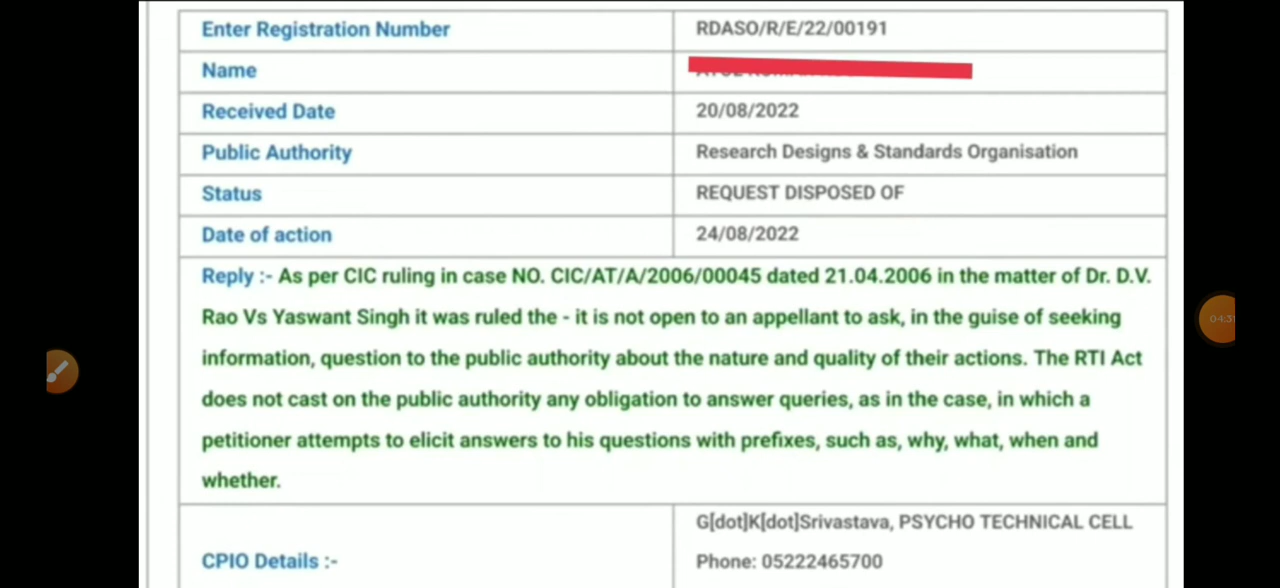 Enter Registration Number RDASO/R/E/22/00191
Name
Received Date 20/08/2022
Public Authority Research Designs & Standards Organisation
Status REQUEST DISPOSED OF
Date of action 24/08/2022
Reply :- As per CIC ruling in case NO. CIC/AT/A/2006/00045 dated 21.04.2006 in the matter of Dr. D.V.
Rao Vs Yaswant Singh it was ruled the - it is not open to an appellant to ask, in the guise of seeking
information, question to the public authority about the nature and quality of their actions. The RTI Act
does not cast on the public authority any obligation to answer queries, as in the case, in which a
petitioner attempts to elicit answers to his questions with prefixes, such as, why, what, when and
whether.
G[dot]K[dot]Srivastava, PSYCHO TECHNICAL CELL
CPIO Details :- Phone: 05222465700